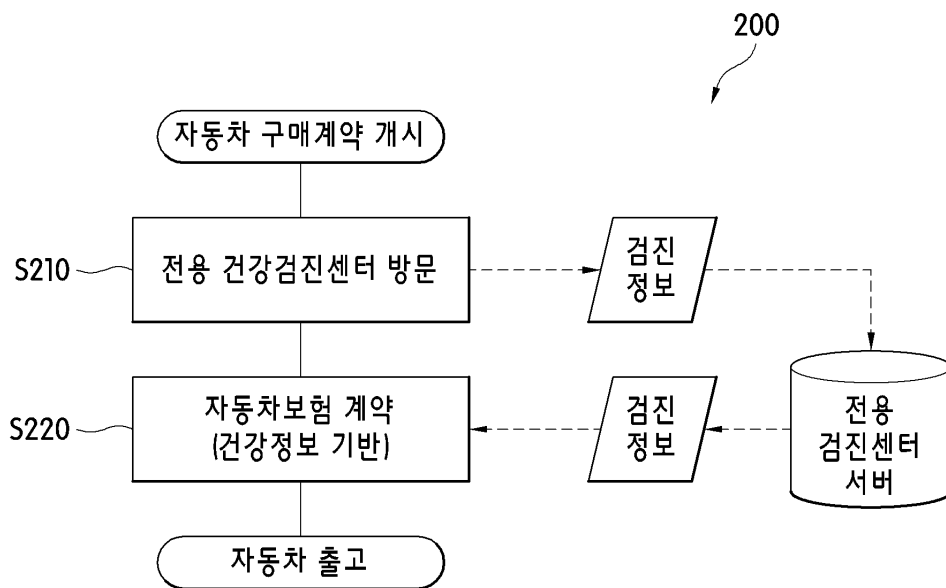 200
자동차 구매계약 개시
S210
전용 건강검진센터 방문
검진
정보
S220
자동차보험 계약
(건강정보 기반)
검진
정보
전용
검진센터
서버
자동차 출고